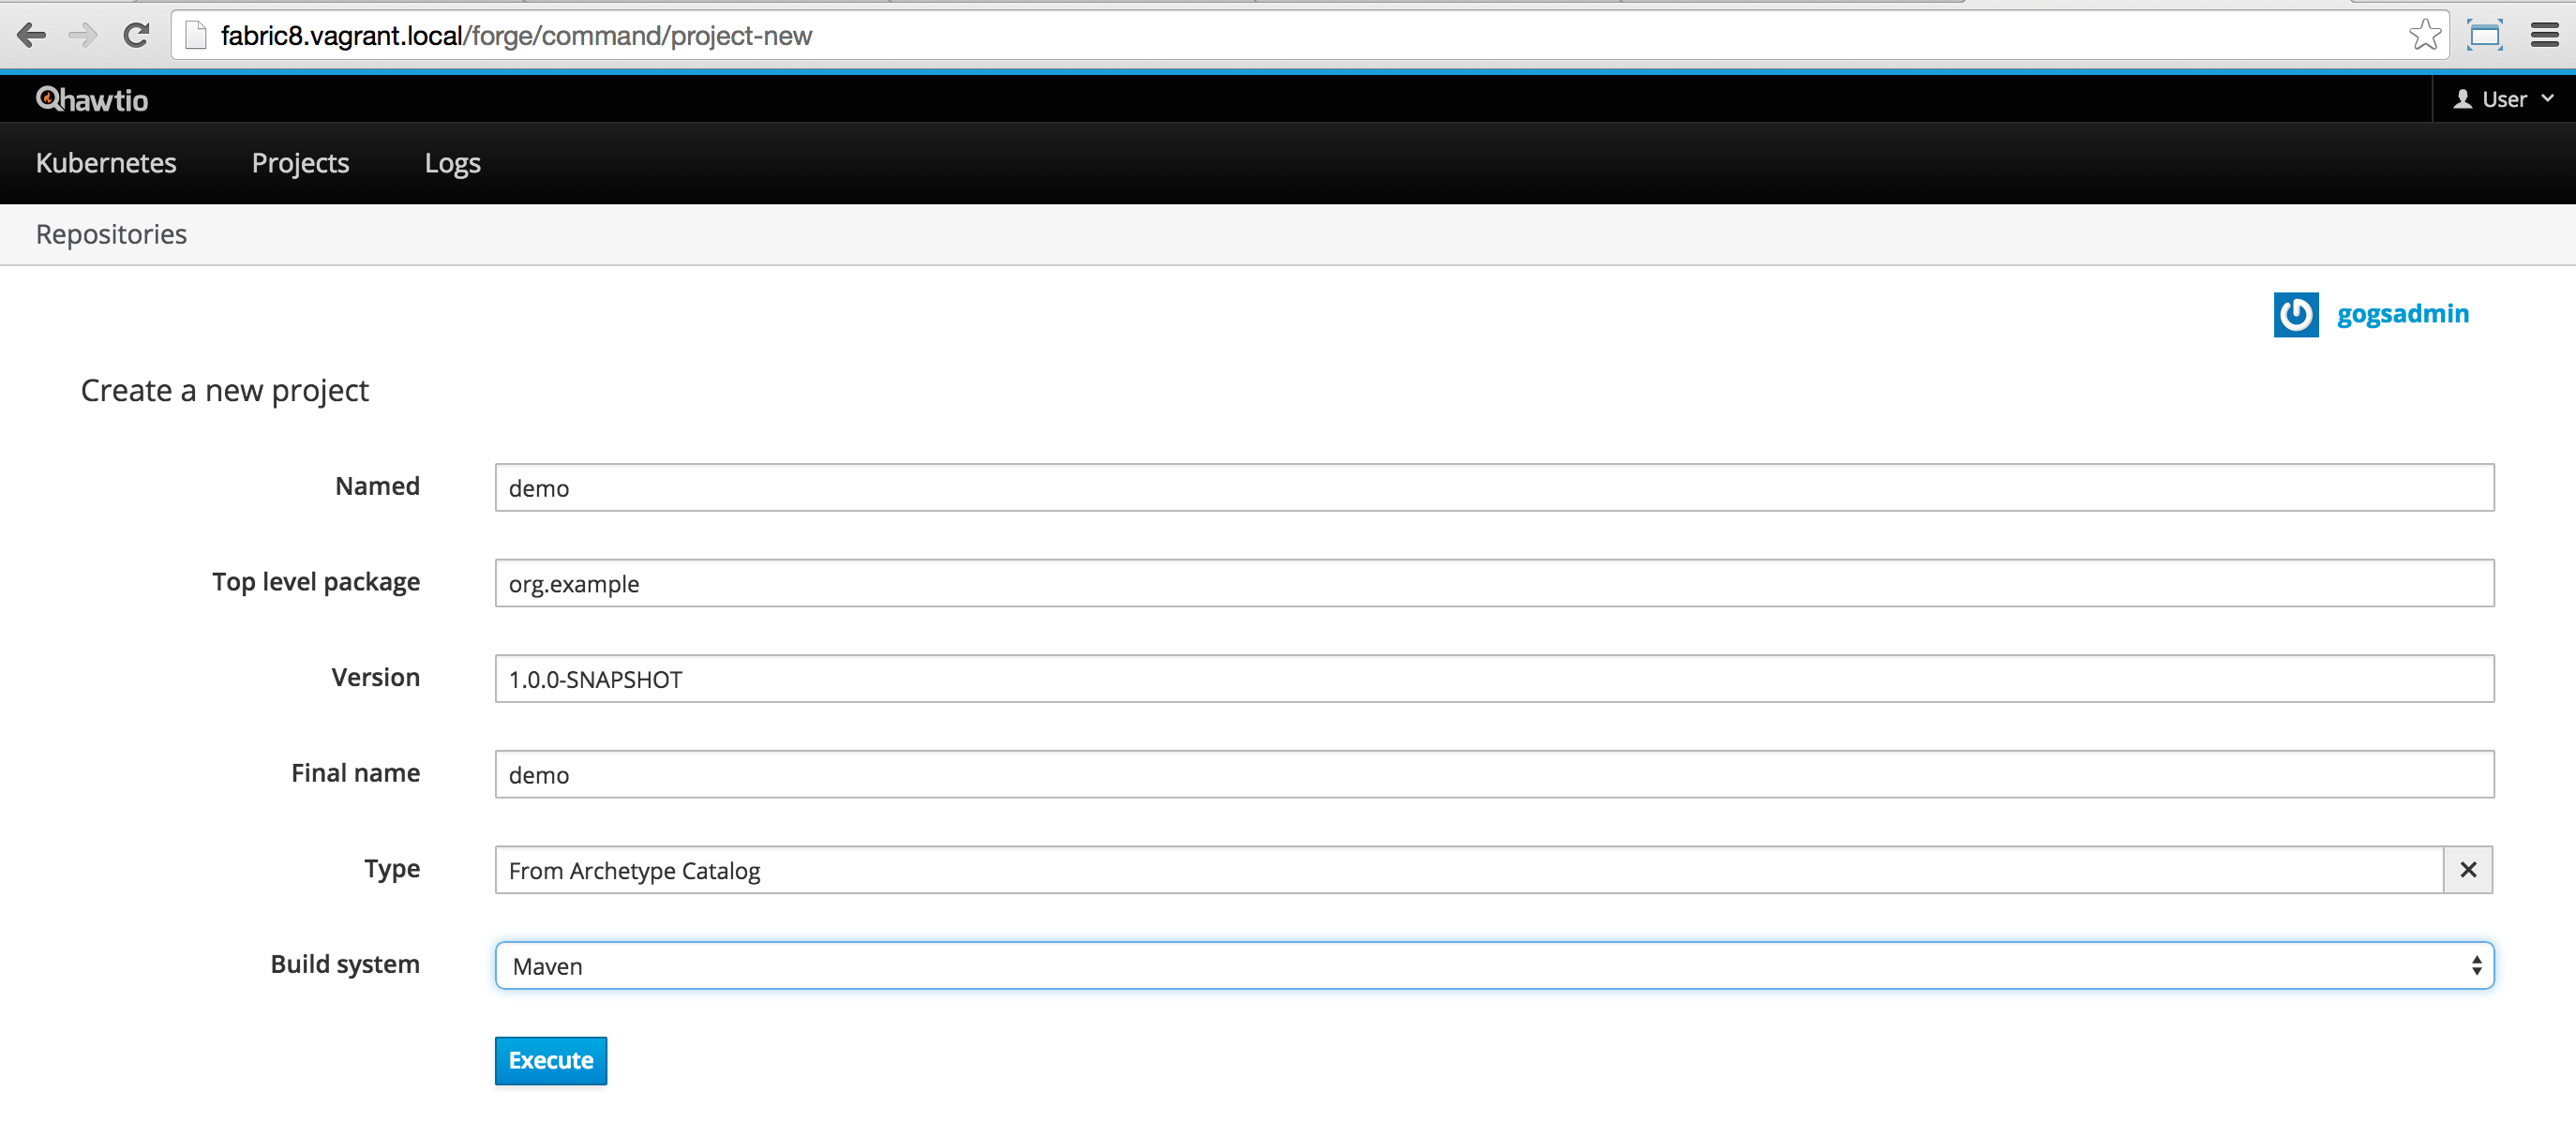 fabric8.vagrant.local/forge/command/project-new
hawtio
User
Kubernetes Projects Logs
Repositories
gogsadmin
Create a new project
Named demo
Top level package org.example
Version 1.0.0-SNAPSHOT
Final name demo
Type From Archetype Catalog
Build system Maven
Execute